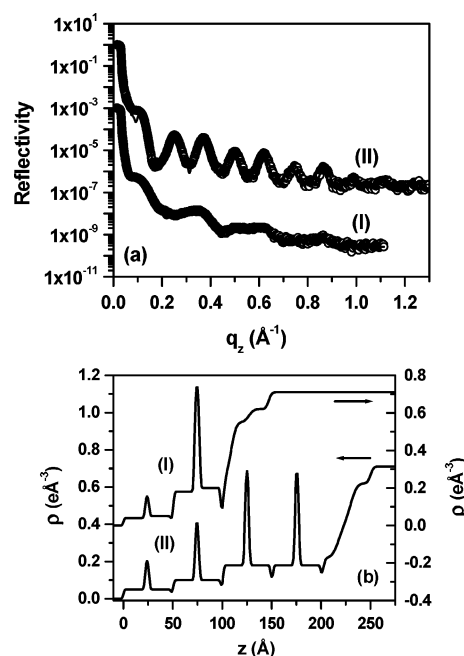 1x10¹
1x10⁻¹
1x10⁻³
1x10⁻⁵
1x10⁻⁷
1x10⁻⁹
1x10⁻¹¹
Reflectivity
(II)
(I)
(a)
0.0 0.2 0.4 0.6 0.8 1.0 1.2
q_z (Å⁻¹)
1.2
1.0
0.8
0.6
0.4
0.2
0.0
ρ (eÅ⁻³)
(I)
(II)
(b)
0.8
0.6
0.4
0.2
0.0
-0.2
-0.4
ρ (eÅ⁻³)
0 50 100 150 200 250
z (Å)